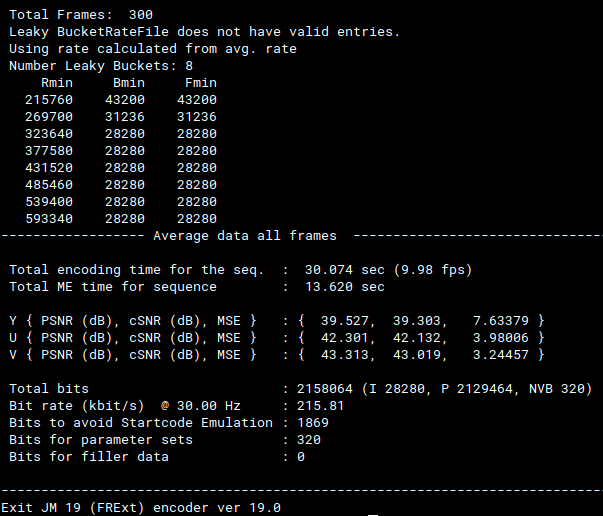 Total Frames:  300
Leaky BucketRateFile does not have valid entries.
Using rate calculated from avg. rate
Number Leaky Buckets: 8
    Rmin     Bmin     Fmin
  215760    43200    43200
  269700    31236    31236
  323640    28280    28280
  377580    28280    28280
  431520    28280    28280
  485460    28280    28280
  539400    28280    28280
  593340    28280    28280
------------------ Average data all frames  -------------------------------
Total encoding time for the seq.  :  30.074 sec (9.98 fps)
Total ME time for sequence        :  13.620 sec
Y { PSNR (dB), cSNR (dB), MSE }   : {  39.527,  39.303,   7.63379 }
U { PSNR (dB), cSNR (dB), MSE }   : {  42.301,  42.132,   3.98006 }
V { PSNR (dB), cSNR (dB), MSE }   : {  43.313,  43.019,   3.24457 }
Total bits                        : 2158064 (I 28280, P 2129464, NVB 320)
Bit rate (kbit/s)  @ 30.00 Hz     : 215.81
Bits to avoid Startcode Emulation : 1869
Bits for parameter sets           : 320
Bits for filler data              : 0
---------------------------------------------------------------------------
Exit JM 19 (FRExt) encoder ver 19.0